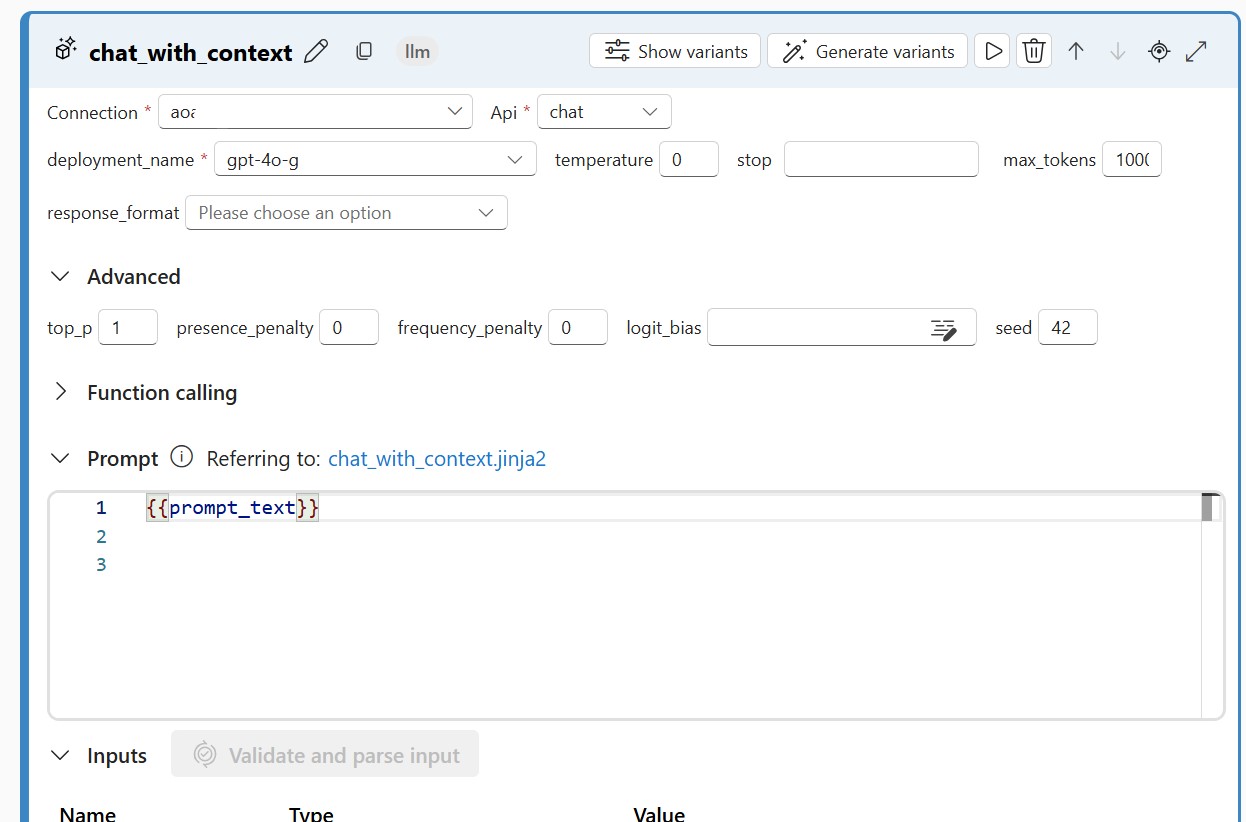 chat_with_context llm Show variants Generate variants
Connection * Api * chat
deployment_name * gpt-4o-g temperature 0 stop max_tokens
response_format Please choose an option
Advanced
top_p 1 presence_penalty 0 frequency_penalty 0 logit_bias seed 42
Function calling
Prompt Referring to: chat_with_context.jinja2
1 {{prompt_text}}
2
3
Inputs Validate and parse input
Name Type Value